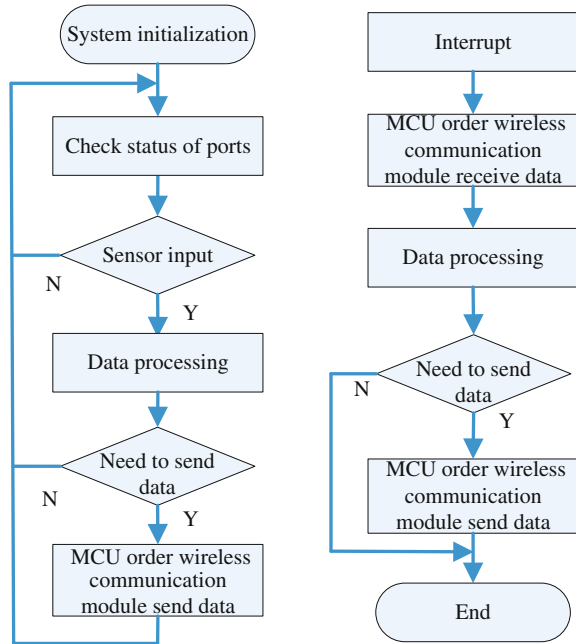 System initialization
Check status of ports
Sensor input
N
Y
Data processing
Need to send
data
N
Y
MCU order wireless
communication
module send data
Interrupt
MCU order wireless
communication
module receive data
Data processing
Need to send
data
N
Y
MCU order wireless
communication
module send data
End